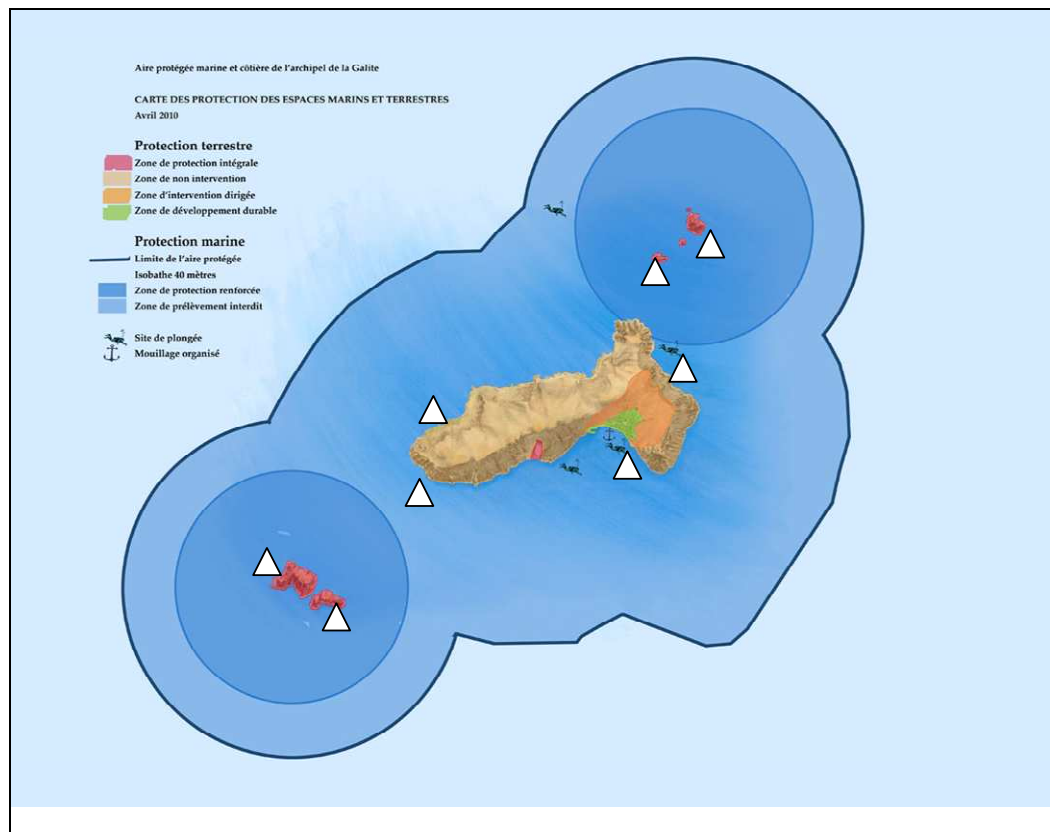 Aire protégée marine et côtière de l'archipel de la Galite
CARTE DES PROTECTION DES ESPACES MARINS ET TERRESTRES
Avril 2010
Protection terrestre
Zone de protection intégrale
Zone de non intervention
Zone d'intervention dirigée
Zone de développement durable
Protection marine
Limite de l'aire protégée
Isobathe 40 mètres
Zone de protection renforcée
Zone de prélèvement interdit
Site de plongée
Mouillage organisé